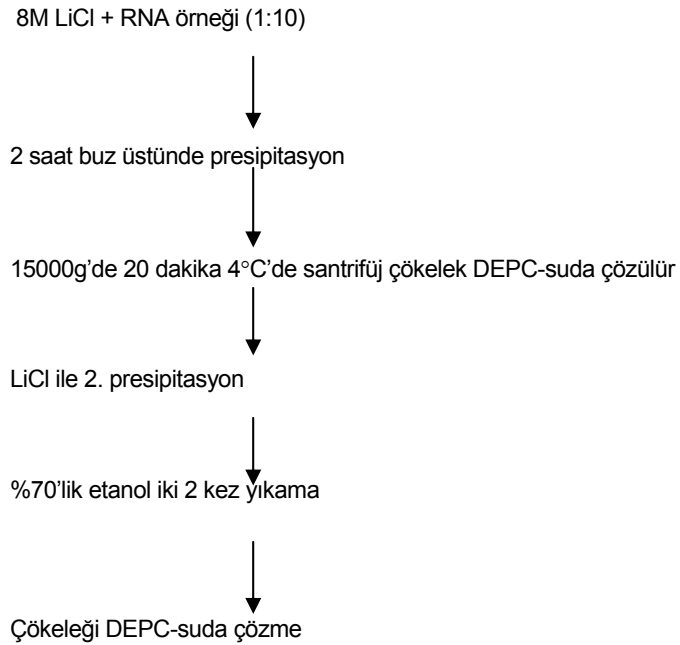 8M LiCl + RNA örneği (1:10)
2 saat buz üstünde presipitasyon
15000g’de 20 dakika 4°C’de santrifüj çökelek DEPC-suda çözülür
LiCl ile 2. presipitasyon
%70’lik etanol iki 2 kez yıkama
Çökeleği DEPC-suda çözme